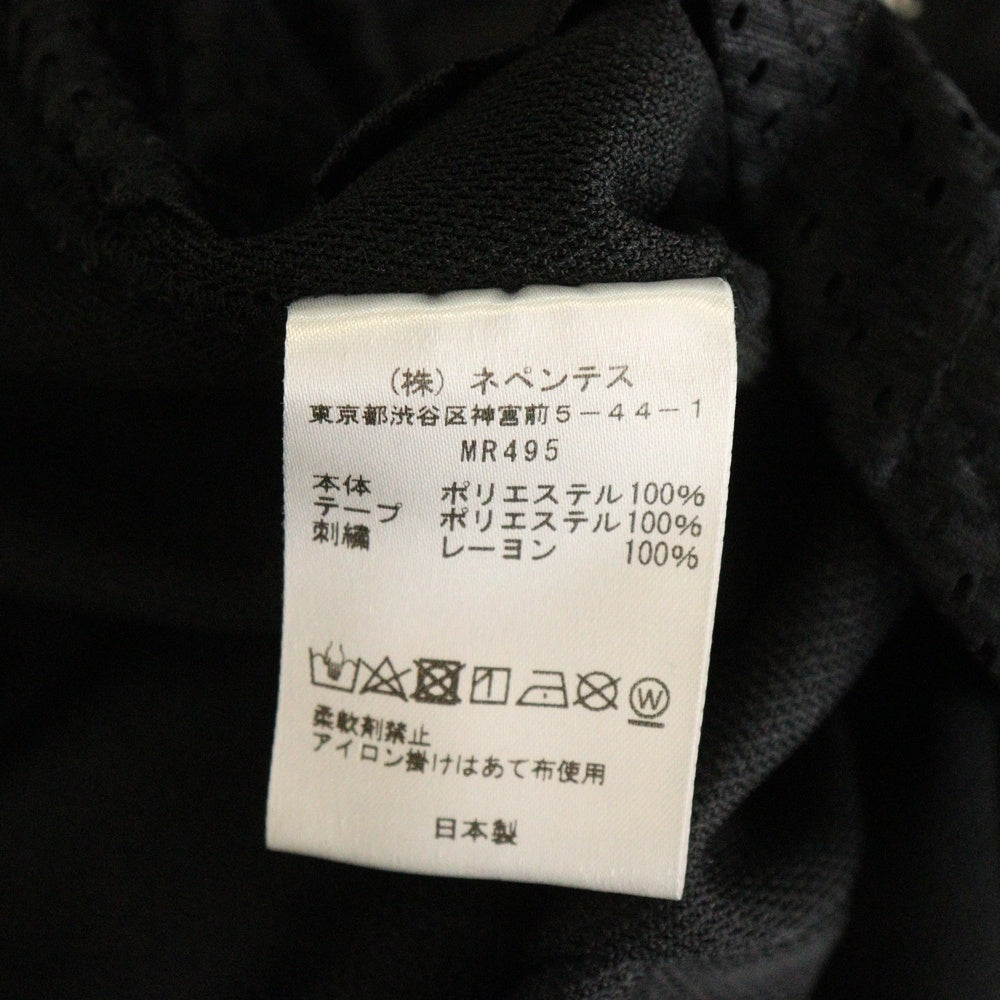 （株）ネペンテス
東京都渋谷区神宮前5-44-1
MR495
本体 ポリエステル100%
テープ ポリエステル100%
刺繍 レーヨン 100%
W
柔軟剤禁止
アイロン掛けはあて布使用
日本製